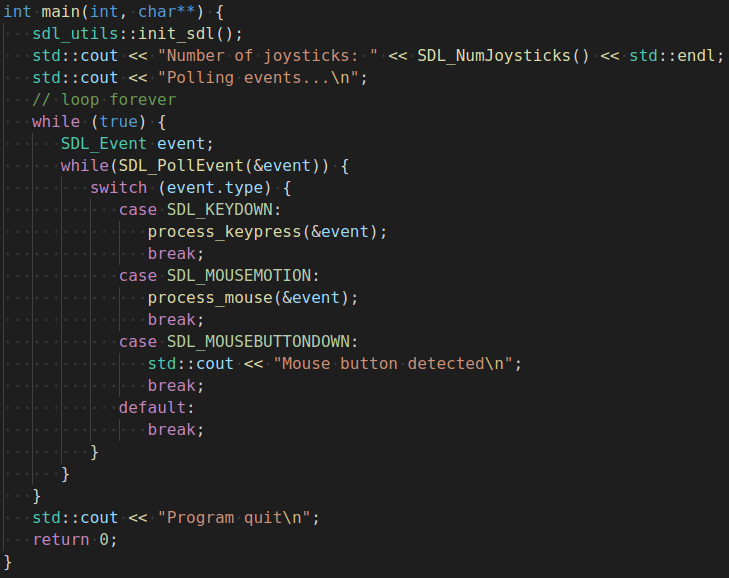 int main(int, char**) {
   sdl_utils::init_sdl();
   std::cout << "Number of joysticks: " << SDL_NumJoysticks() << std::endl;
   std::cout << "Polling events...\n";
   // loop forever
   while (true) {
      SDL_Event event;
      while(SDL_PollEvent(&event)) {
         switch (event.type) {
            case SDL_KEYDOWN:
               process_keypress(&event);
               break;
            case SDL_MOUSEMOTION:
               process_mouse(&event);
               break;
            case SDL_MOUSEBUTTONDOWN:
               std::cout << "Mouse button detected\n";
               break;
            default:
               break;
         }
      }
   }
   std::cout << "Program quit\n";
   return 0;
}